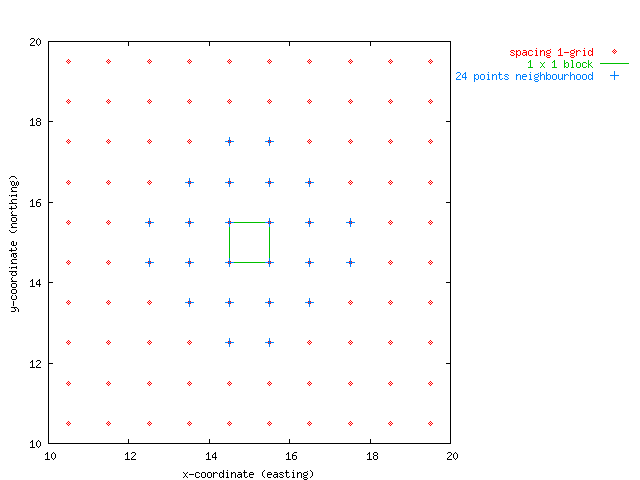 spacing 1-grid
1 x 1 block
24 points neighbourhood
20
18
16
14
12
10
y-coordinate (northing)
10 12 14 16 18 20
x-coordinate (easting)